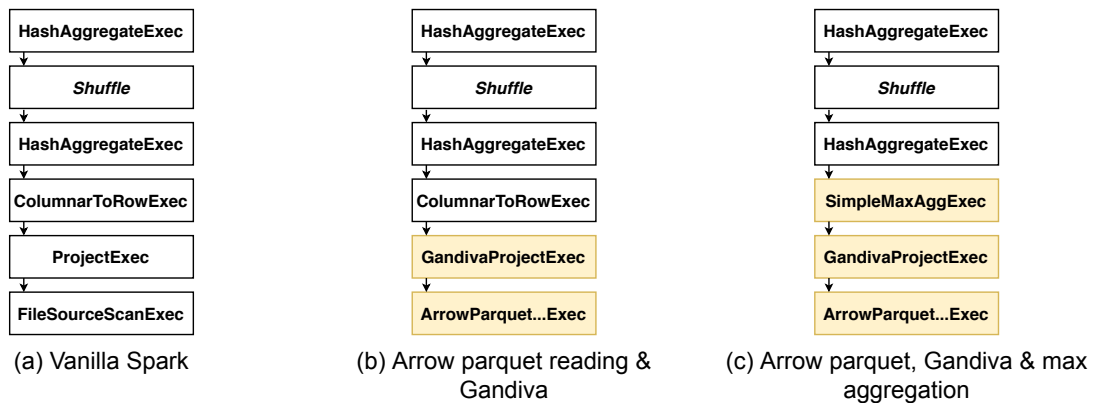 HashAggregateExec
Shuffle
HashAggregateExec
ColumnarToRowExec
ProjectExec
FileSourceScanExec
(a) Vanilla Spark
HashAggregateExec
Shuffle
HashAggregateExec
ColumnarToRowExec
GandivaProjectExec
ArrowParquet...Exec
(b) Arrow parquet reading &
Gandiva
HashAggregateExec
Shuffle
HashAggregateExec
SimpleMaxAggExec
GandivaProjectExec
ArrowParquet...Exec
(c) Arrow parquet, Gandiva & max
aggregation